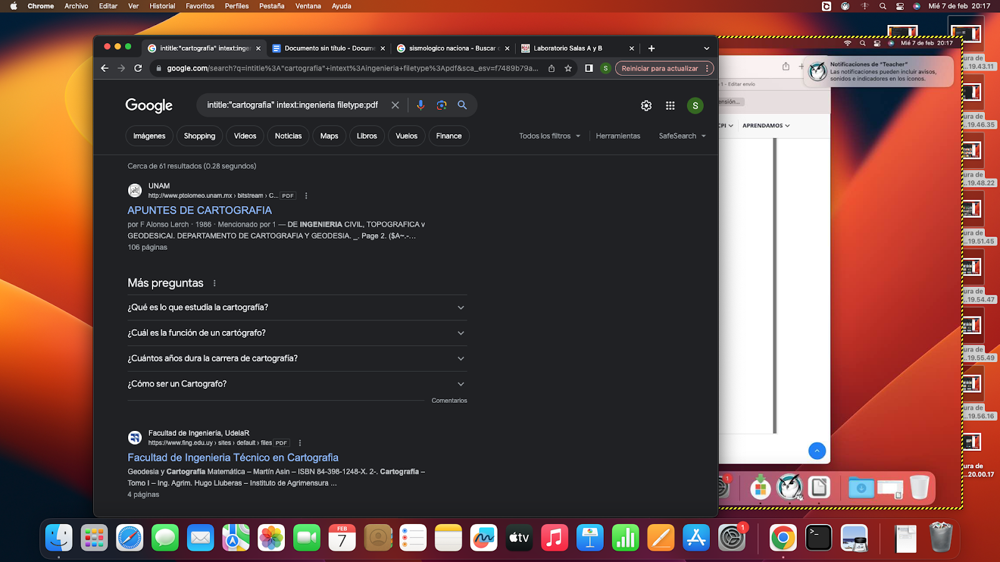 Chrome Archivo Editar Ver Historial Favoritos Perfiles Pestaña Ventana Ayuda
Mié 7 de feb 20:17
intitle:"cartografia" intext:inge
Documento sin título - Docume
sismologico naciona - Buscar
Laboratorio Salas A y B
google.com/search?q=intitle%3A"cartografia"+intext%3Aingenieria+filetype%3Apdf&sca_esv=f7489b79a...
S
Reiniciar para actualizar
Google
intitle:"cartografia" intext:ingenieria filetype:pdf
S
Imágenes
Shopping
Vídeos
Noticias
Maps
Libros
Vuelos
Finance
Todos los filtros
Herramientas
SafeSearch
Cerca de 61 resultados (0.28 segundos)
UNAM
http://www.ptolomeo.unam.mx › bitstream › C... PDF
APUNTES DE CARTOGRAFIA
por F Alonso Lerch · 1986 · Mencionado por 1 — DE INGENIERIA CIVIL, TOPOGRAFICA v
GEODESICAI. DEPARTAMENTO DE CARTOGRAFIA Y GEODESIA. _. Page 2. ($A~.-...
106 páginas
Más preguntas
¿Qué es lo que estudia la cartografía?
¿Cuál es la función de un cartógrafo?
¿Cuántos años dura la carrera de cartografía?
¿Cómo ser un Cartografo?
Comentarios
Facultad de Ingeniería, UdelaR
https://www.fing.edu.uy › sites › default › files PDF
Facultad de Ingenieria Técnico en Cartografia
Geodesia y Cartografía Matemática – Martín Asin – ISBN 84-398-1248-X. 2-. Cartografía –
Tomo I – Ing. Agrim. Hugo Lluberas – Instituto de Agrimensura ...
4 páginas
Mié 7 de feb 20:17
Notificaciones de "Teacher"
Las notificaciones pueden incluir avisos,
sonidos e indicadores en los íconos.
1 - Editar envío
ensión...
CPI
APRENDAMOS
1
ura de
...19.43.11
ura de
...19.46.35
ura de
...19.48.22
ura de
...19.51.45
ura de
...19.54.47
ura de
...19.55.49
ura de
...19.56.16
ura de
...20.00.17
FEB
7
tv
1